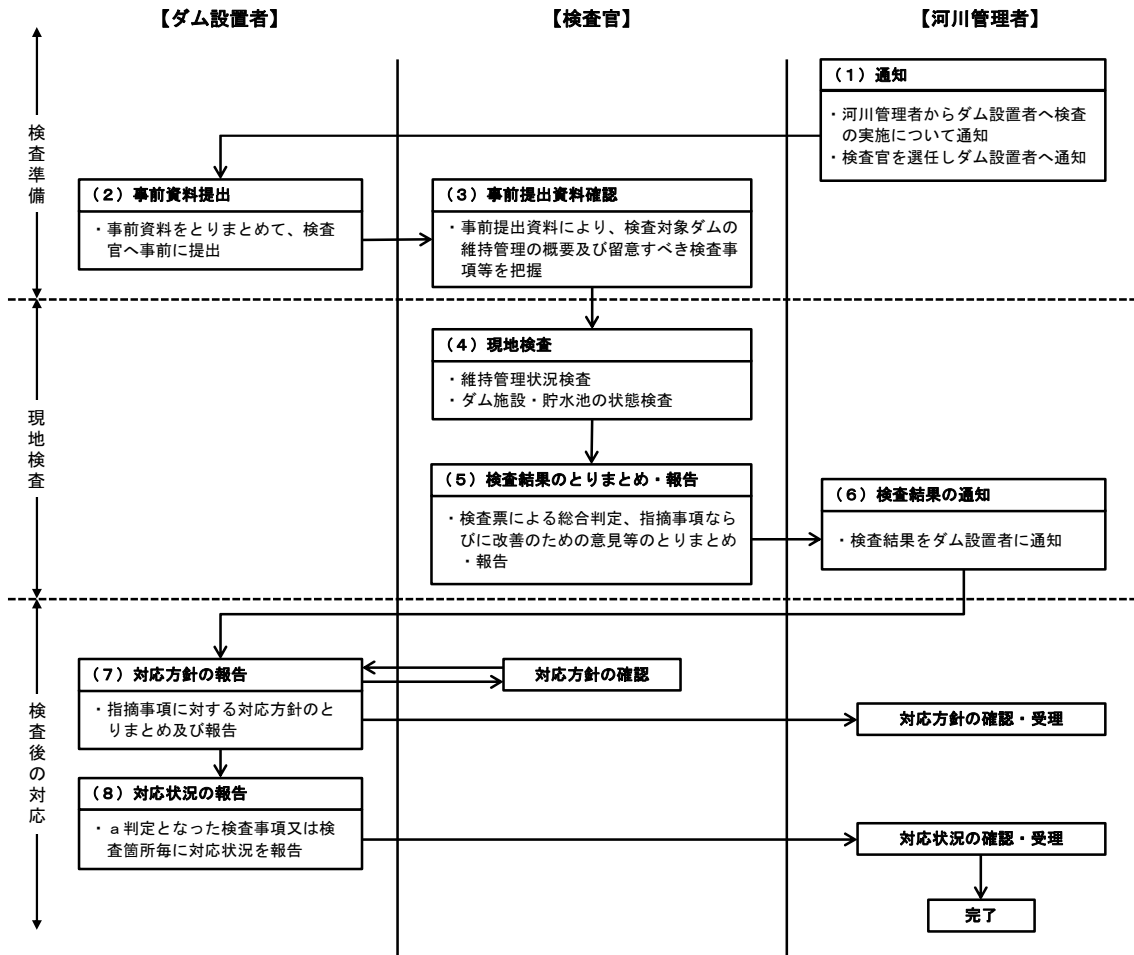 【ダム設置者】
【検査官】
【河川管理者】
検査準備
(1)通知
・河川管理者からダム設置者へ検査
の実施について通知
・検査官を選任しダム設置者へ通知
(2)事前資料提出
・事前資料をとりまとめて、検査
官へ事前に提出
(3)事前提出資料確認
・事前提出資料により、検査対象ダムの
維持管理の概要及び留意すべき検査事
項等を把握
現地検査
(4)現地検査
・維持管理状況検査
・ダム施設・貯水池の状態検査
(5)検査結果のとりまとめ・報告
・検査票による総合判定、指摘事項なら
びに改善のための意見等のとりまとめ
・報告
(6)検査結果の通知
・検査結果をダム設置者に通知
検査後の対応
(7)対応方針の報告
・指摘事項に対する対応方針のと
りまとめ及び報告
対応方針の確認
対応方針の確認・受理
(8)対応状況の報告
・a判定となった検査事項又は検
査箇所毎に対応状況を報告
対応状況の確認・受理
完了